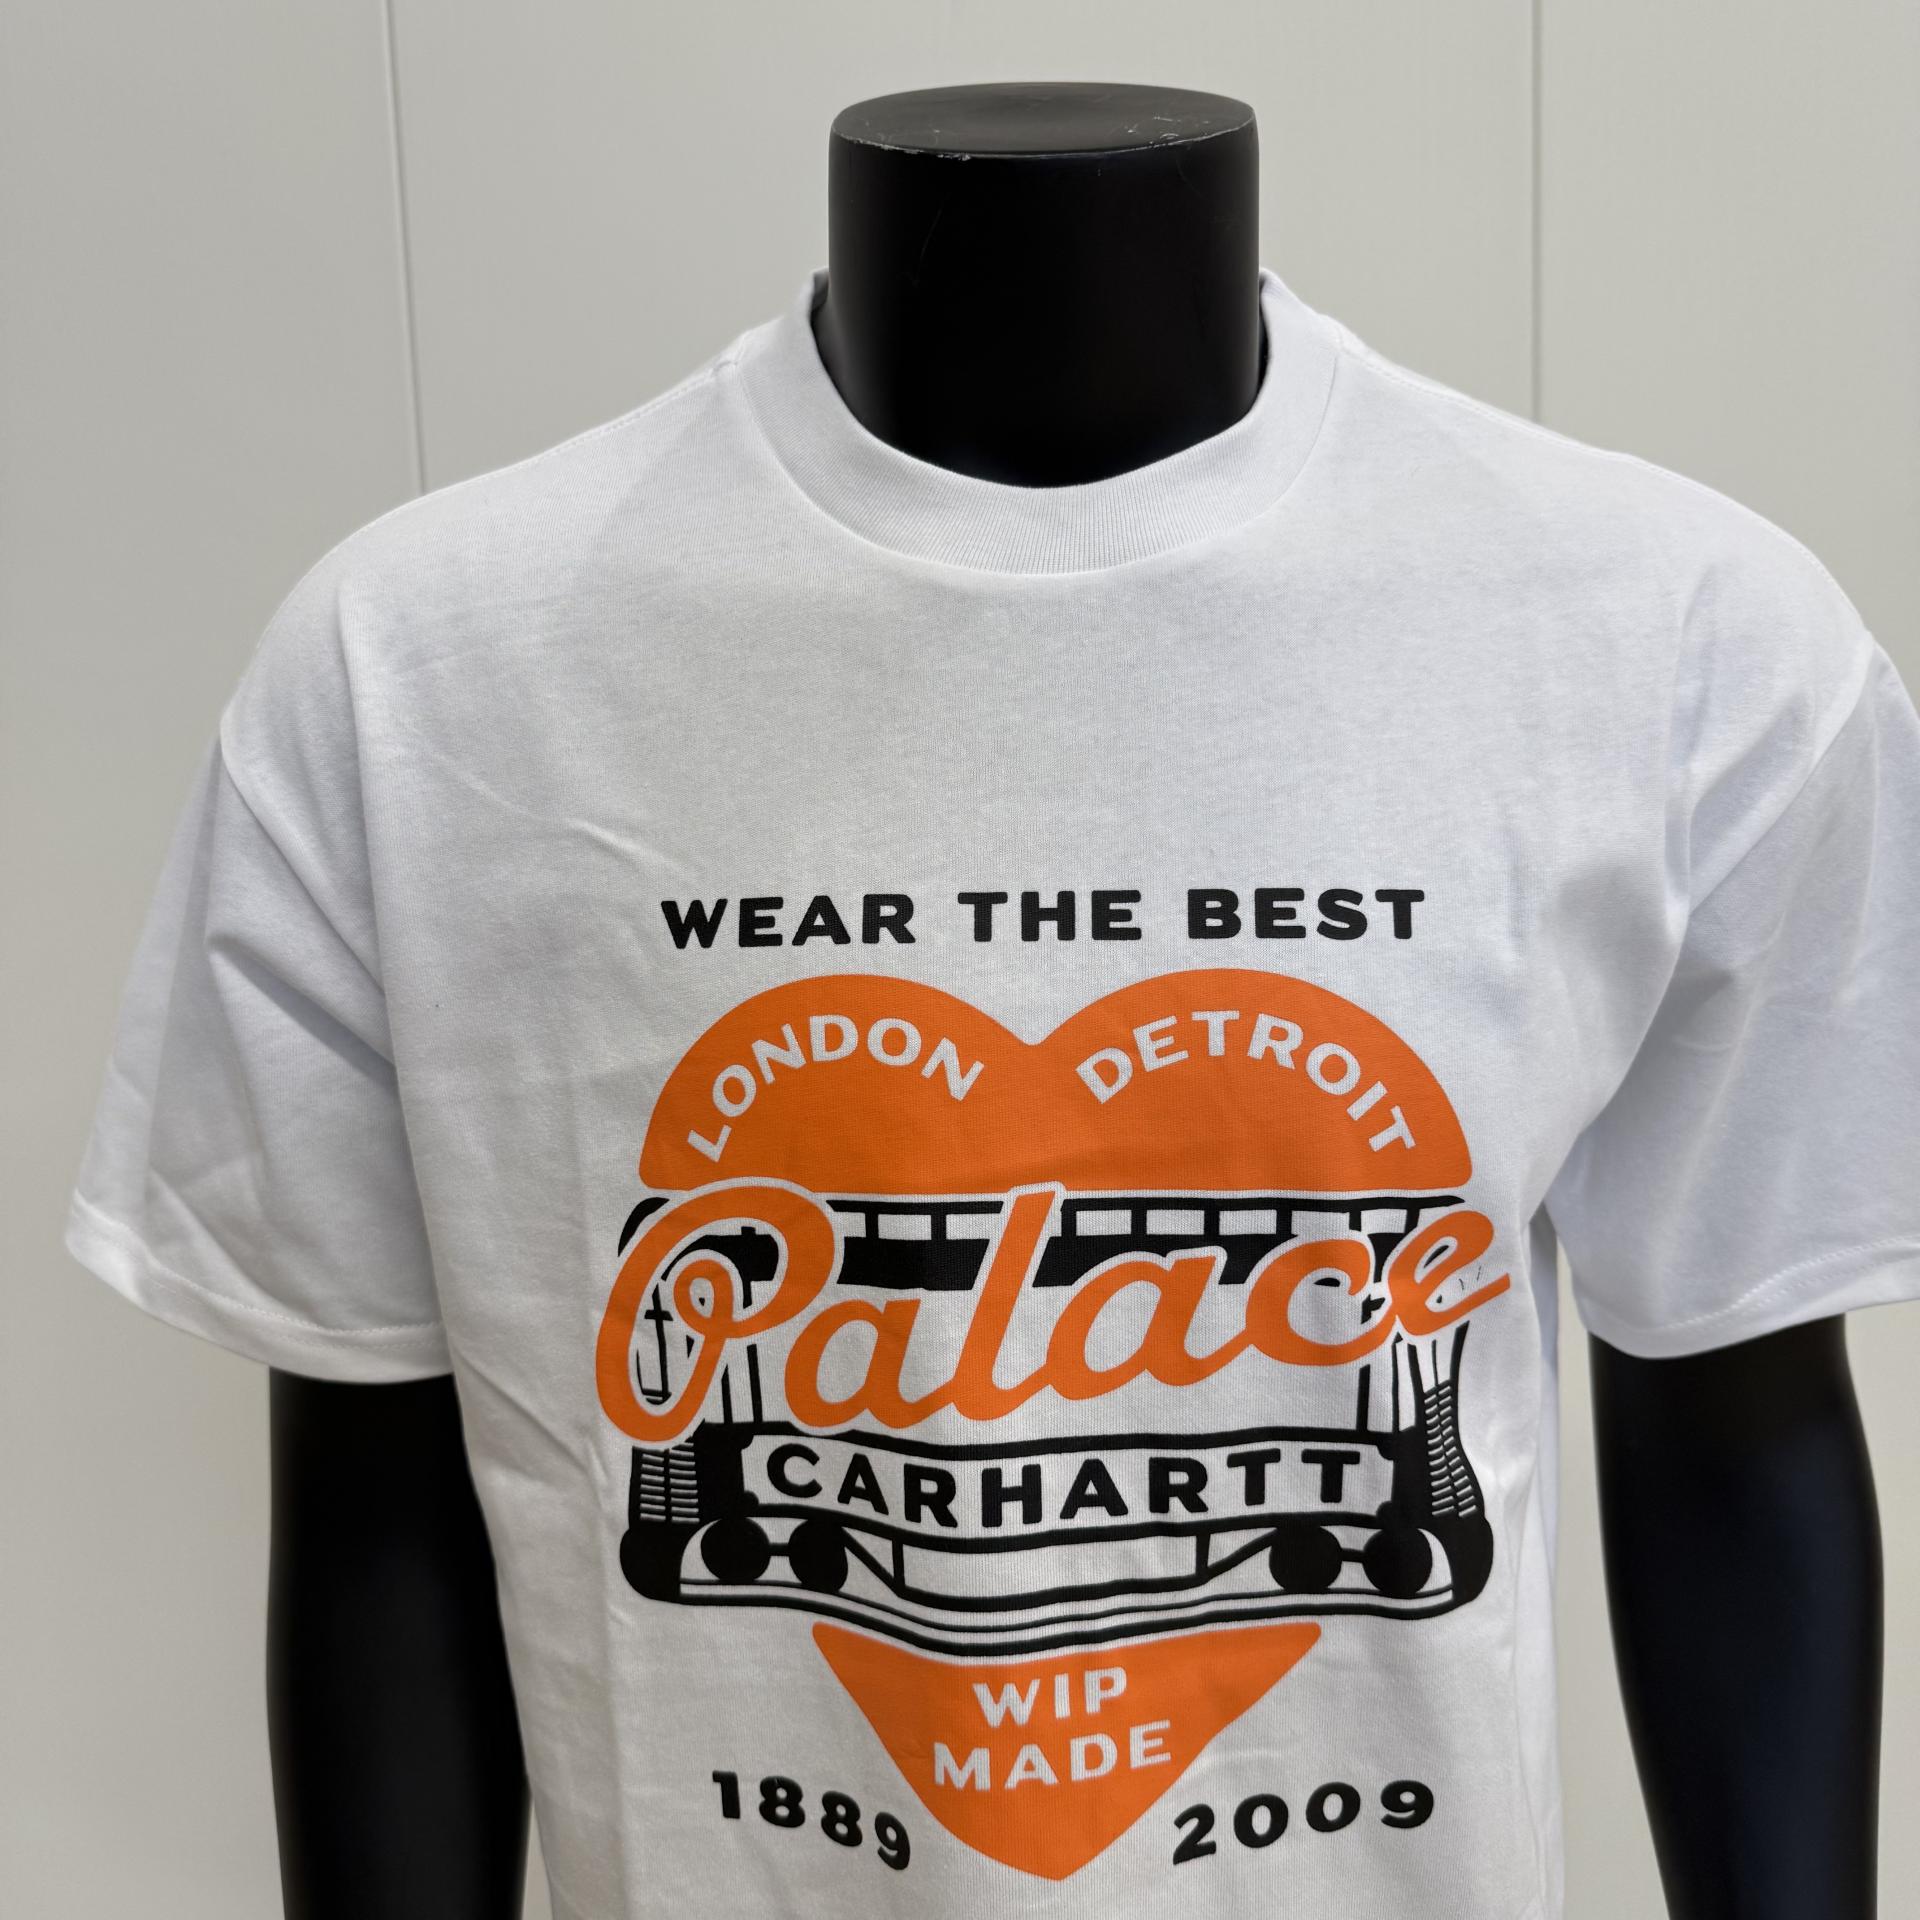 WEAR THE BEST
LONDON DETROIT
Palace
CARHARTT
WIP
MADE
1889 2009